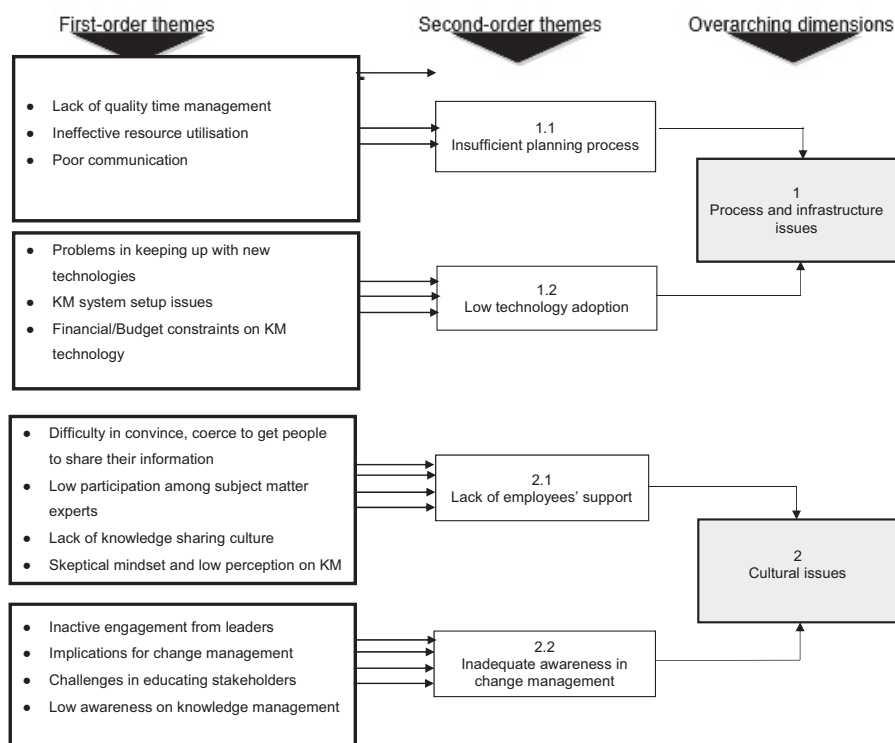 First-order themes
Second-order themes
Overarching dimensions
● Lack of quality time management
● Ineffective resource utilisation
● Poor communication
1.1
Insufficient planning process
1
Process and infrastructure
issues
● Problems in keeping up with new
technologies
● KM system setup issues
● Financial/Budget constraints on KM
technology
1.2
Low technology adoption
● Difficulty in convince, coerce to get people
to share their information
● Low participation among subject matter
experts
● Lack of knowledge sharing culture
● Skeptical mindset and low perception on KM
2.1
Lack of employees’ support
2
Cultural issues
● Inactive engagement from leaders
● Implications for change management
● Challenges in educating stakeholders
● Low awareness on knowledge management
2.2
Inadequate awareness in
change management